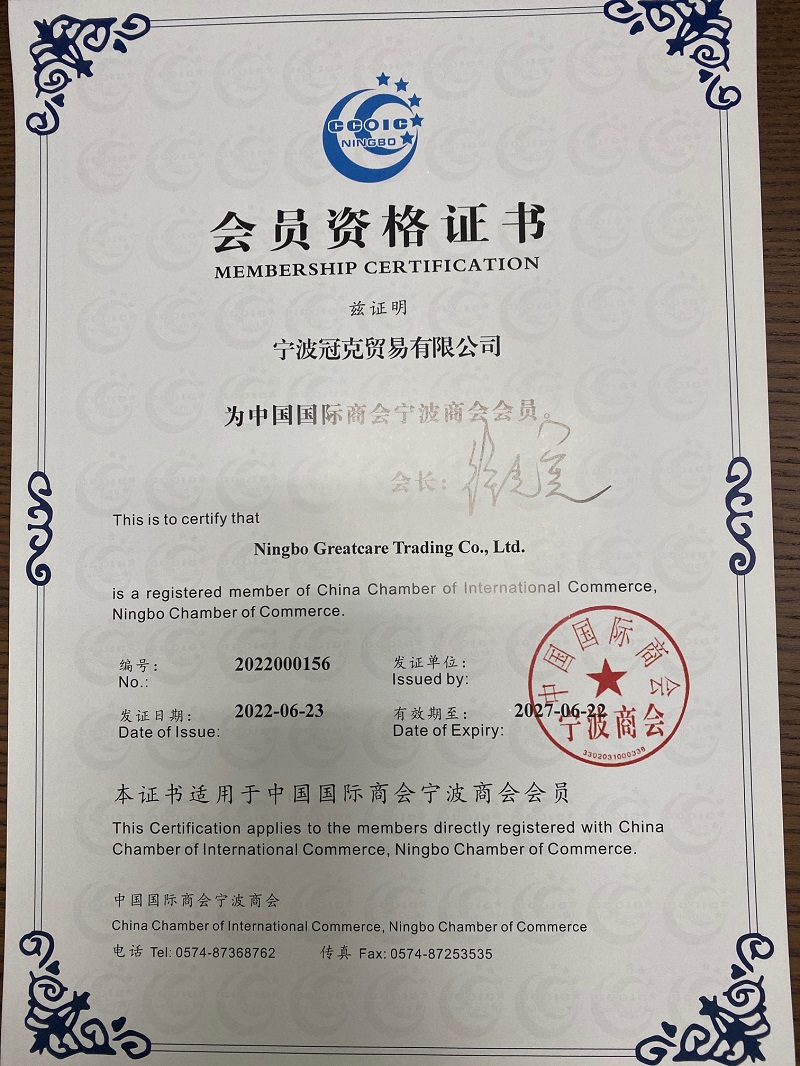 CCOIC
NINGBO
会员资格证书
MEMBERSHIP CERTIFICATION
兹证明
宁波冠克贸易有限公司
为中国国际商会宁波商会会员。
会长：
This is to certify that
Ningbo Greatcare Trading Co., Ltd.
is a registered member of China Chamber of International Commerce,
Ningbo Chamber of Commerce.
编号： 2022000156 发证单位：
No.: Issued by:
发证日期： 2022-06-23 有效期至： 2027-06-22
Date of Issue: Date of Expiry:
中国国际商会
宁波商会
3302031000338
本证书适用于中国国际商会宁波商会会员
This Certification applies to the members directly registered with China
Chamber of International Commerce, Ningbo Chamber of Commerce.
中国国际商会宁波商会
China Chamber of International Commerce, Ningbo Chamber of Commerce
电话 Tel: 0574-87368762 传真 Fax: 0574-87253535